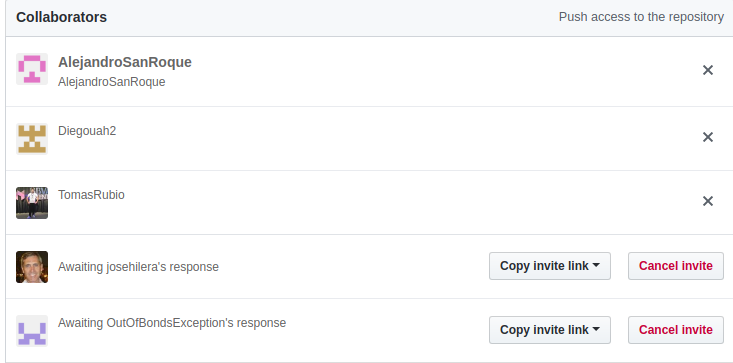 Collaborators
Push access to the repository
AlejandroSanRoque
AlejandroSanRoque
Diegouah2
TomasRubio
Awaiting josehilera's response
Copy invite link
Cancel invite
Awaiting OutOfBondsException's response
Copy invite link
Cancel invite